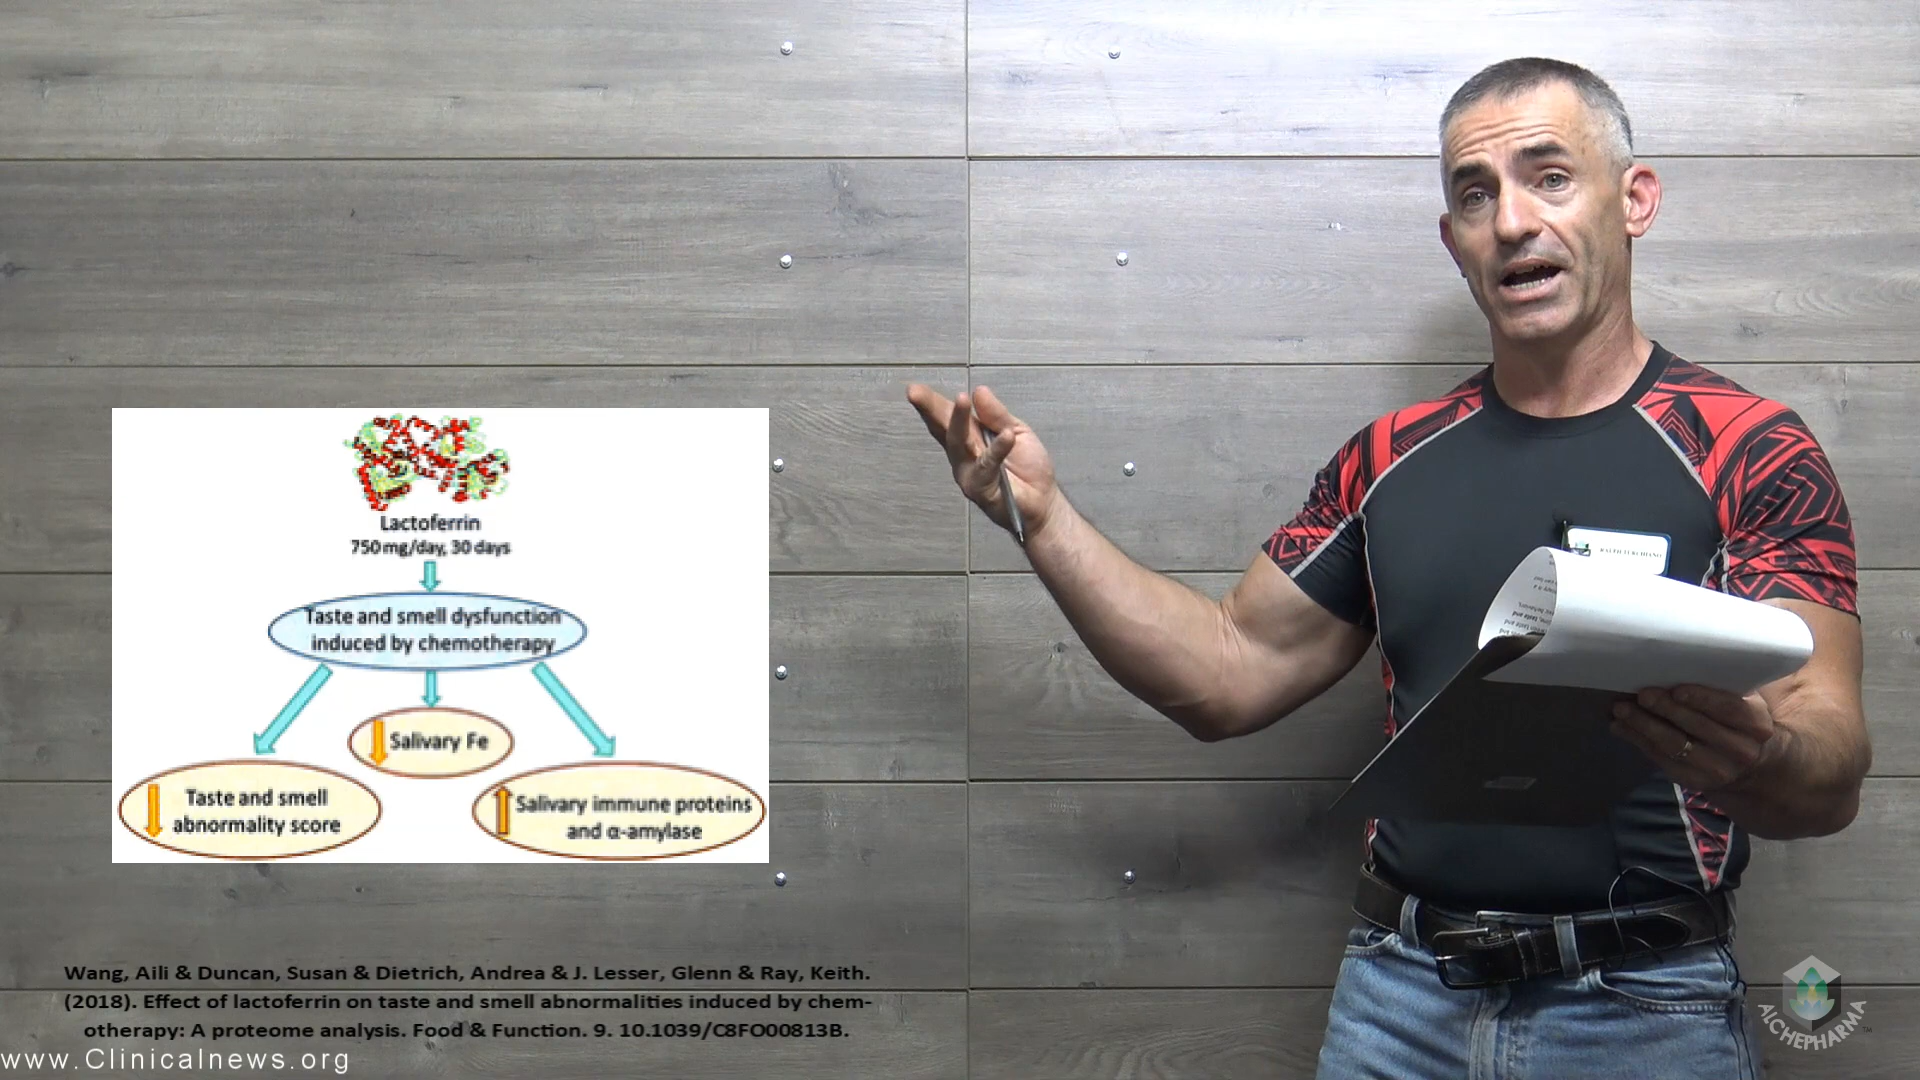 Lactoferrin
750 mg/day, 30 days
Taste and smell dysfunction
induced by chemotherapy
Salivary Fe
Taste and smell
abnormality score
Salivary immune proteins
and α-amylase
Wang, Aili & Duncan, Susan & Dietrich, Andrea & J. Lesser, Glenn & Ray, Keith.
(2018). Effect of lactoferrin on taste and smell abnormalities induced by chem-
otherapy: A proteome analysis. Food & Function. 9. 10.1039/C8FO00813B.
www.Clinicalnews.org
RALPH TURCHIANO
ALCHEPHARMA™